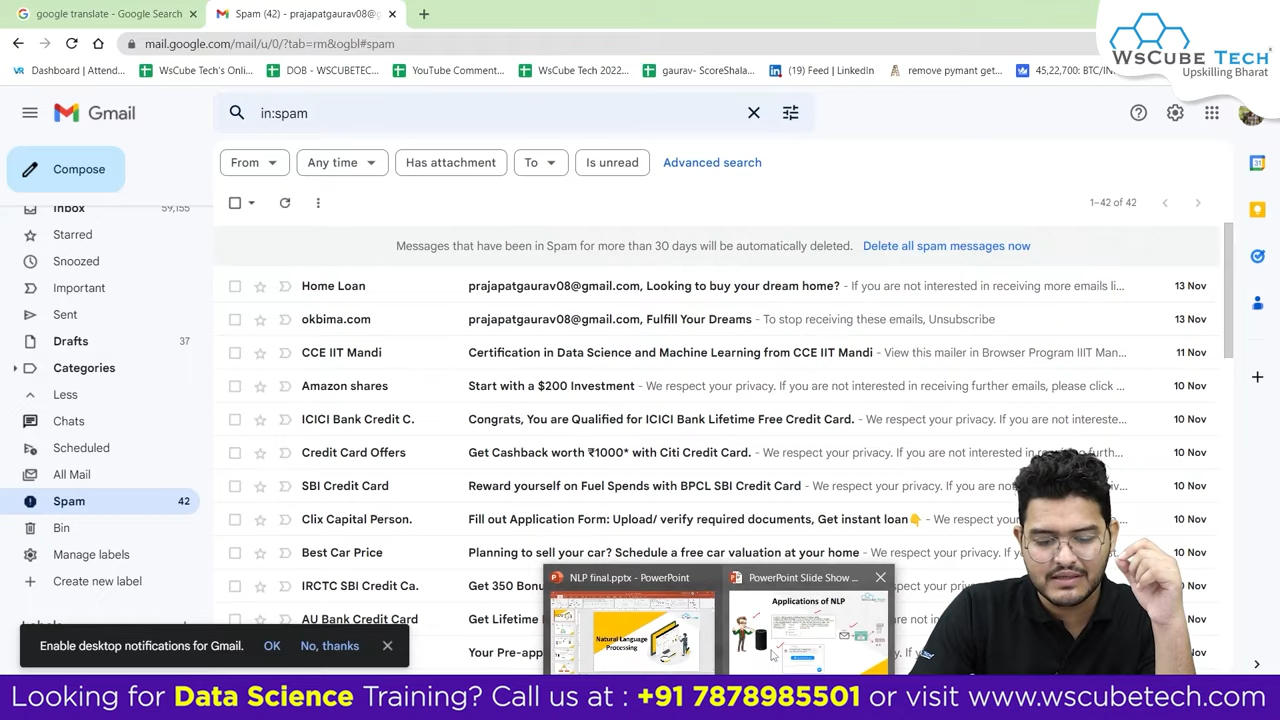 google translate - Google Search
Spam (42) - prajapatgaurav08@g
mail.google.com/mail/u/0/?tab=rm&ogbl#spam
WsCube Tech
Upskilling Bharat
Dashboard | Attend...
WsCube Tech's Onli...
DOB - WSCUBETEC...
YouTube Comment...
WsCube Tech 2022...
gaurav- ScoreShala...
(19) Feed | LinkedIn
remove pymant get...
45,22,700: BTC/IN
Gmail
in:spam
Compose
From
Any time
Has attachment
To
Is unread
Advanced search
1–42 of 42
Inbox 59,155
Starred
Snoozed
Important
Sent
Drafts 37
Categories
Less
Chats
Scheduled
All Mail
Spam 42
Bin
Manage labels
Create new label
Messages that have been in Spam for more than 30 days will be automatically deleted. Delete all spam messages now
Home Loan prajapatgaurav08@gmail.com, Looking to buy your dream home? - If you are not interested in receiving more emails li... 13 Nov
okbima.com prajapatgaurav08@gmail.com, Fulfill Your Dreams - To stop receiving these emails, Unsubscribe 13 Nov
CCE IIT Mandi Certification in Data Science and Machine Learning from CCE IIT Mandi - View this mailer in Browser Program IIIT Man... 11 Nov
Amazon shares Start with a $200 Investment - We respect your privacy. If you are not interested in receiving further emails, please click ... 10 Nov
ICICI Bank Credit C. Congrats, You are Qualified for ICICI Bank Lifetime Free Credit Card. - We respect your privacy. If you are not intereste... 10 Nov
Credit Card Offers Get Cashback worth ₹1000* with Citi Credit Card. - We respect your privacy. If you are not interested in 10 Nov
SBI Credit Card Reward yourself on Fuel Spends with BPCL SBI Credit Card - We respect your privacy. If you are not 10 Nov
Clix Capital Person. Fill out Application Form: Upload/ verify required documents, Get instant loan👇 - We respect 10 Nov
Best Car Price Planning to sell your car? Schedule a free car valuation at your home - We respect your privacy. 10 Nov
IRCTC SBI Credit Ca. Get 350 Bonu 10 Nov
AU Bank Credit Card Get Lifetime
Your Pre-app
NLP final.pptx - PowerPoint
PowerPoint Slide Show ...
Natural Language
Processing
Applications of NLP
Enable desktop notifications for Gmail. OK No, thanks
Looking for Data Science Training? Call us at : +91 7878985501 or visit www.wscubetech.com